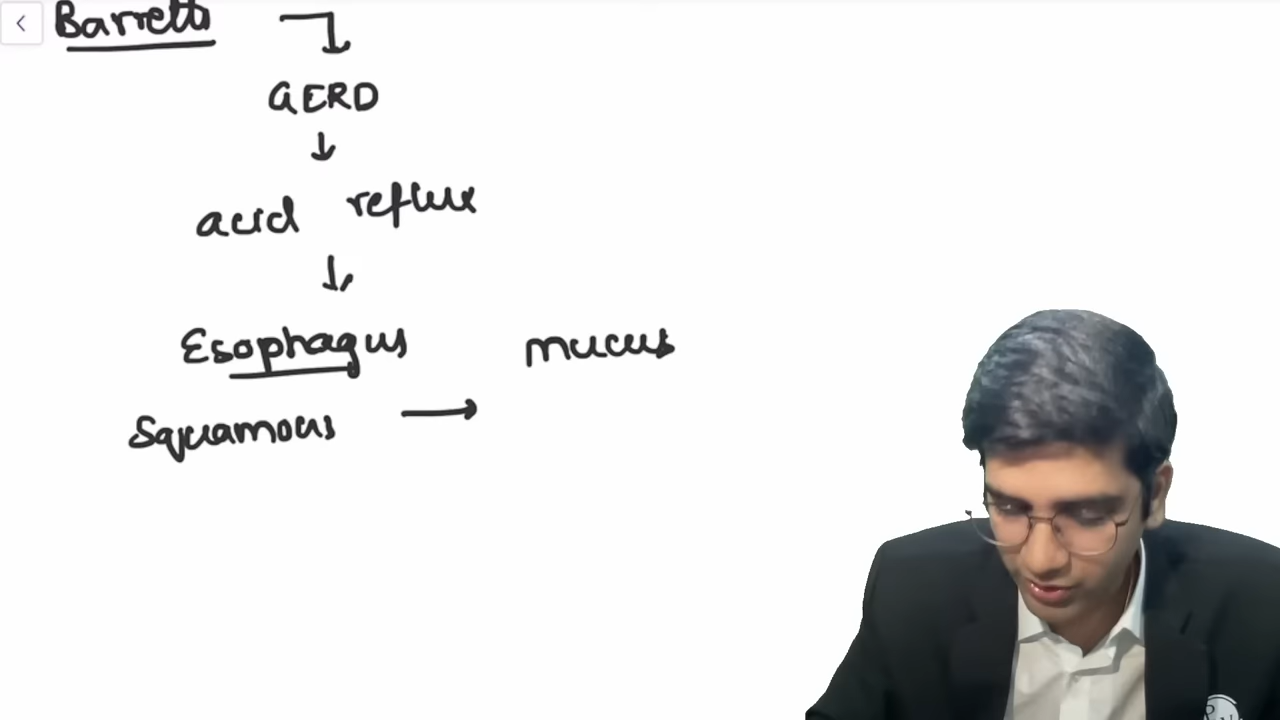 Barretts
GERD
acid reflux
Esophagus mucus
Squamous